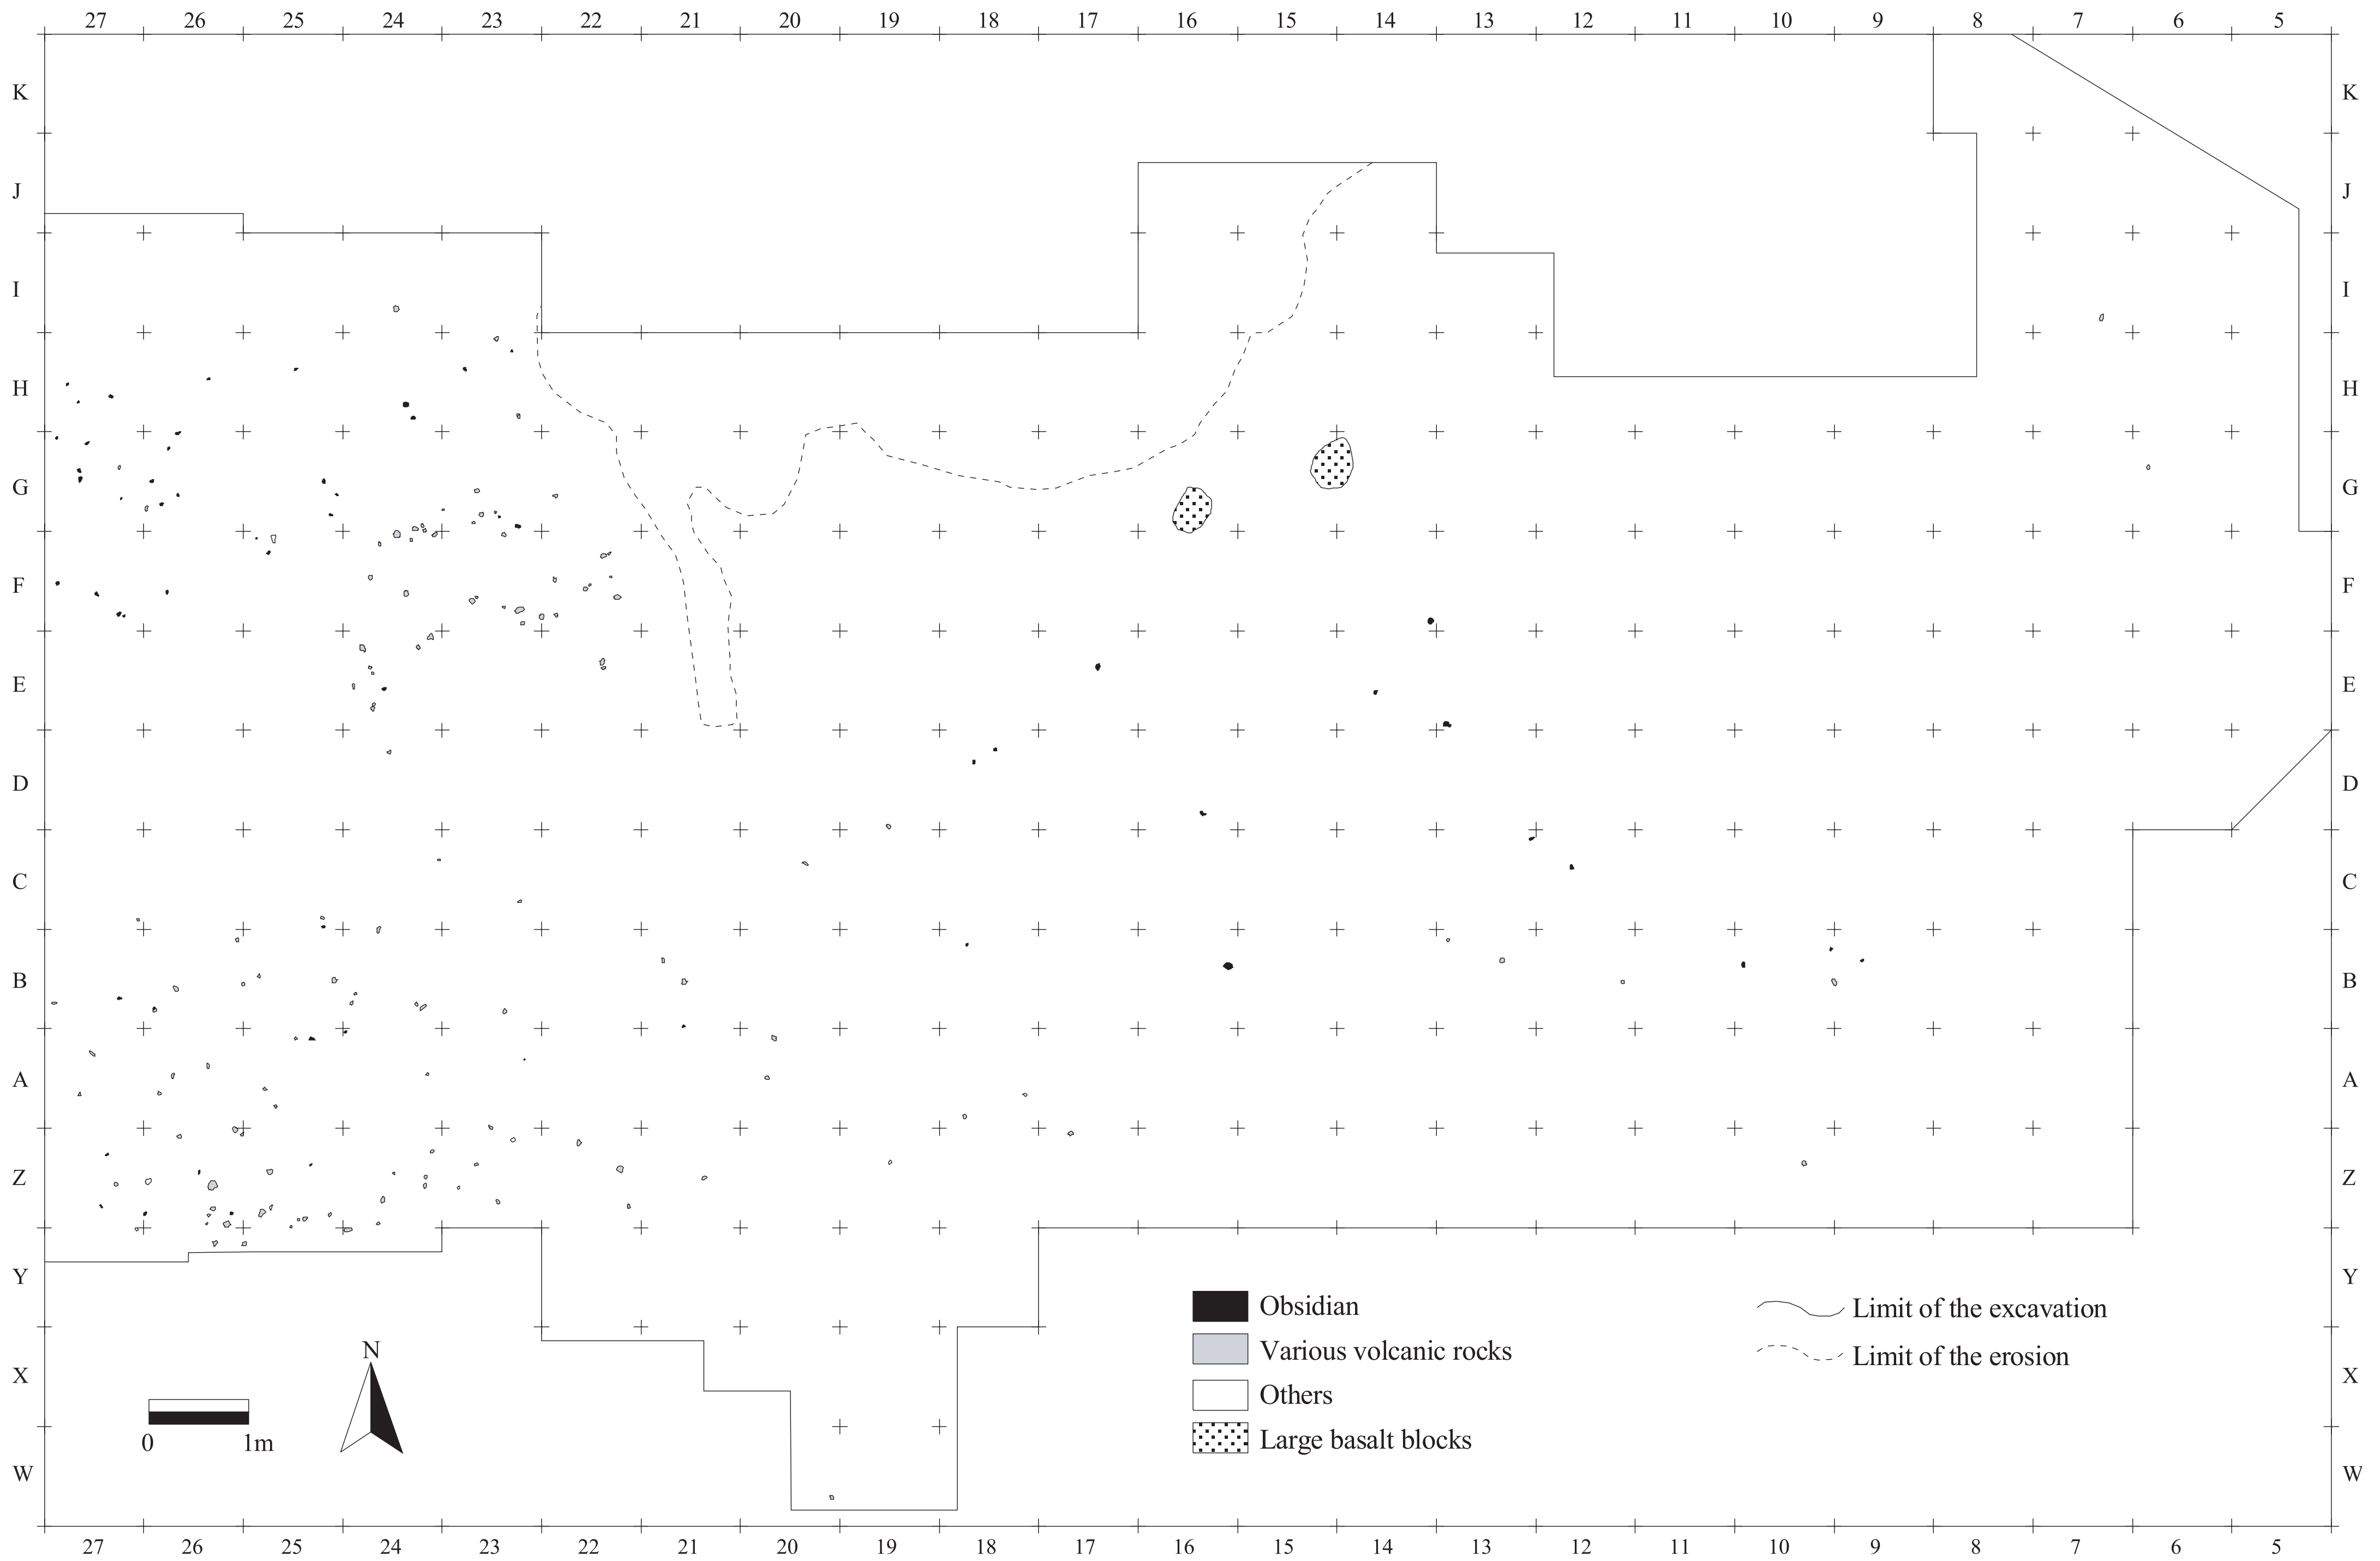 27 26 25 24 23 22 21 20 19 18 17 16 15 14 13 12 11 10 9 8 7 6 5
K K
J J
I I
H H
G G
F F
E E
D D
C C
B B
A A
Z Z
Y Y
Obsidian
Limit of the excavation
Various volcanic rocks
Limit of the erosion
N
X X
Others
Large basalt blocks
0 1m
W W
27 26 25 24 23 22 21 20 19 18 17 16 15 14 13 12 11 10 9 8 7 6 5